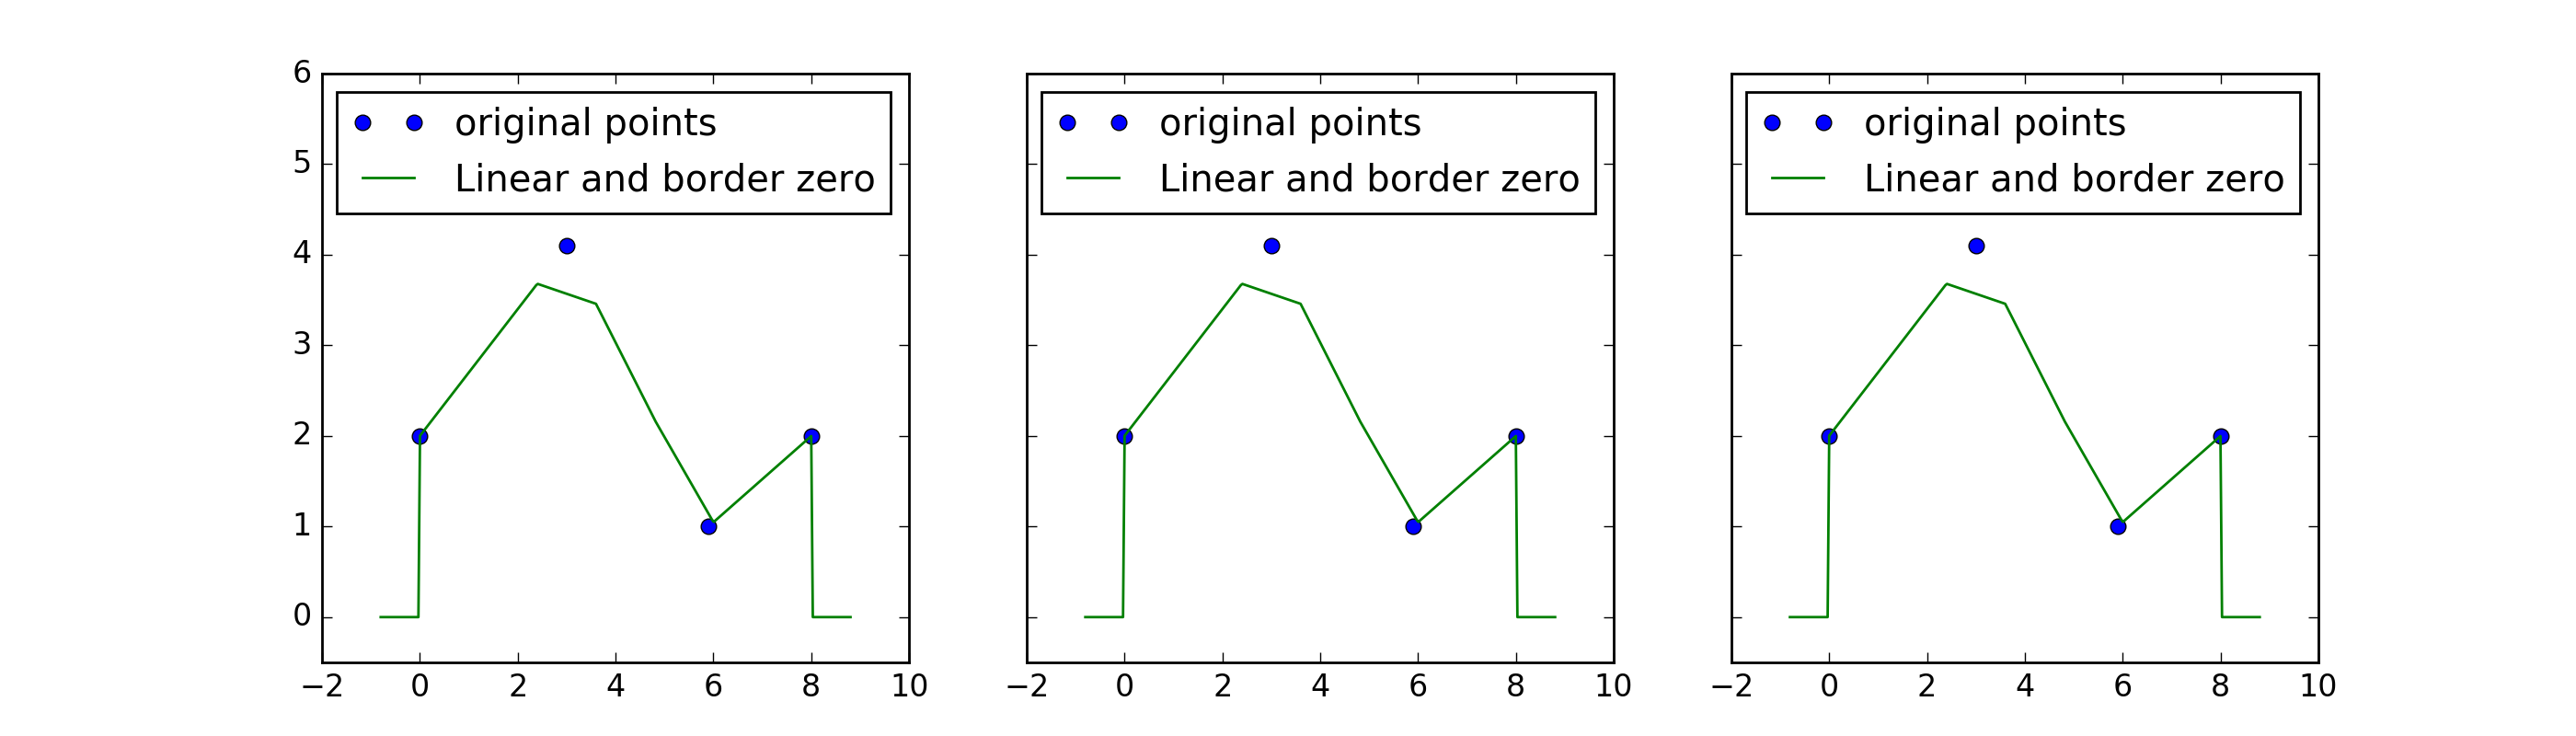 6
5
4
3
2
1
0
original points
Linear and border zero
−2 0 2 4 6 8 10
original points
Linear and border zero
−2 0 2 4 6 8 10
original points
Linear and border zero
−2 0 2 4 6 8 10